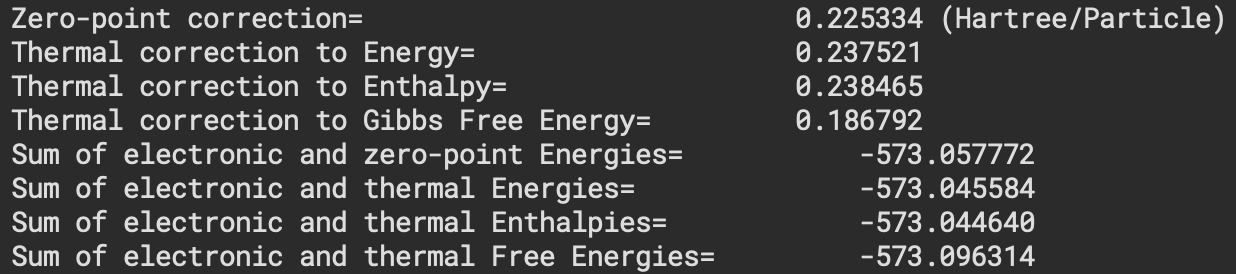 Zero-point correction= 0.225334 (Hartree/Particle)
Thermal correction to Energy= 0.237521
Thermal correction to Enthalpy= 0.238465
Thermal correction to Gibbs Free Energy= 0.186792
Sum of electronic and zero-point Energies= -573.057772
Sum of electronic and thermal Energies= -573.045584
Sum of electronic and thermal Enthalpies= -573.044640
Sum of electronic and thermal Free Energies= -573.096314